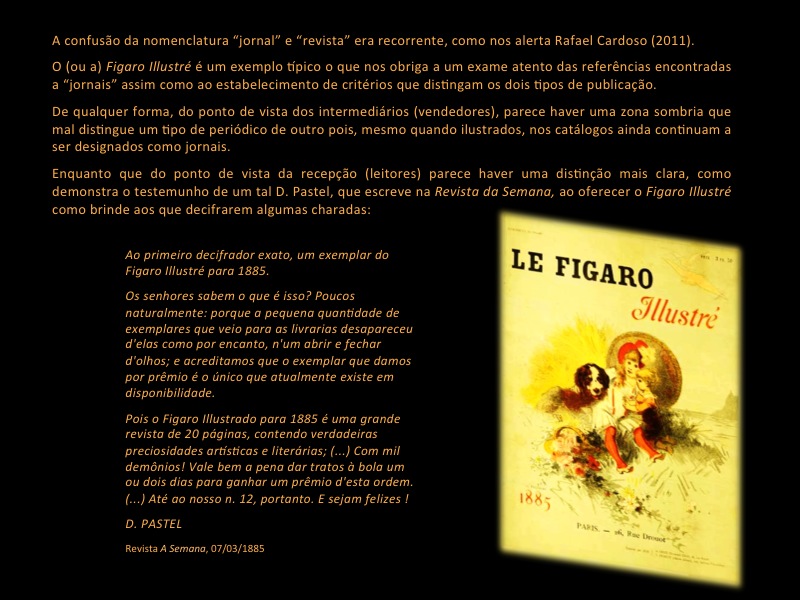 A confusão da nomenclatura “jornal” e “revista” era recorrente, como nos alerta Rafael Cardoso (2011).
O (ou a) Figaro Illustré é um exemplo típico o que nos obriga a um exame atento das referências encontradas
a “jornais” assim como ao estabelecimento de critérios que distingam os dois tipos de publicação.
De qualquer forma, do ponto de vista dos intermediários (vendedores), parece haver uma zona sombria que
mal distingue um tipo de periódico de outro pois, mesmo quando ilustrados, nos catálogos ainda continuam a
ser designados como jornais.
Enquanto que do ponto de vista da recepção (leitores) parece haver uma distinção mais clara, como
demonstra o testemunho de um tal D. Pastel, que escreve na Revista da Semana, ao oferecer o Figaro Illustré
como brinde aos que decifrarem algumas charadas:
Ao primeiro decifrador exato, um exemplar do
Figaro Illustré para 1885.
Os senhores sabem o que é isso? Poucos
naturalmente: porque a pequena quantidade de
exemplares que veio para as livrarias desapareceu
d'elas como por encanto, n'um abrir e fechar
d'olhos; e acreditamos que o exemplar que damos
por prêmio é o único que atualmente existe em
disponibilidade.
Pois o Figaro Illustrado para 1885 é uma grande
revista de 20 páginas, contendo verdadeiras
preciosidades artísticas e literárias; (...) Com mil
demônios! Vale bem a pena dar tratos à bola um
ou dois dias para ganhar um prêmio d'esta ordem.
(...) Até ao nosso n. 12, portanto. E sejam felizes !
D. PASTEL
Revista A Semana, 07/03/1885
LE FIGARO
Illustré
1885
PARIS. — 26, Rue Drouot